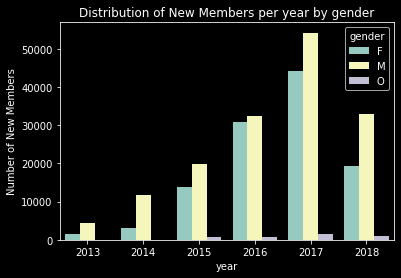 Distribution of New Members per year by gender
gender
F
M
O
Number of New Members
50000
40000
30000
20000
10000
0
2013 2014 2015 2016 2017 2018
year